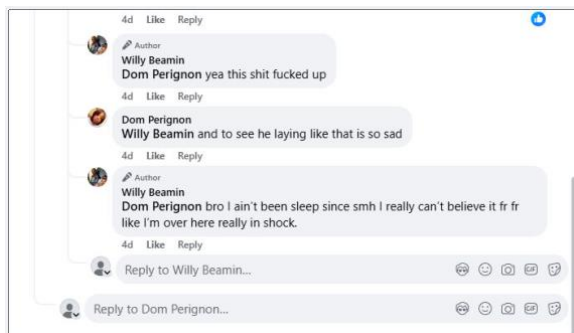 4d Like Reply
Author
Willy Beamin
Dom Perignon yea this shit fucked up
4d Like Reply
Dom Perignon
Willy Beamin and to see he laying like that is so sad
4d Like Reply
Author
Willy Beamin
Dom Perignon bro I ain't been sleep since smh I really can't believe it fr fr
like I'm over here really in shock.
4d Like Reply
Reply to Willy Beamin...
GIF
Reply to Dom Perignon...
GIF